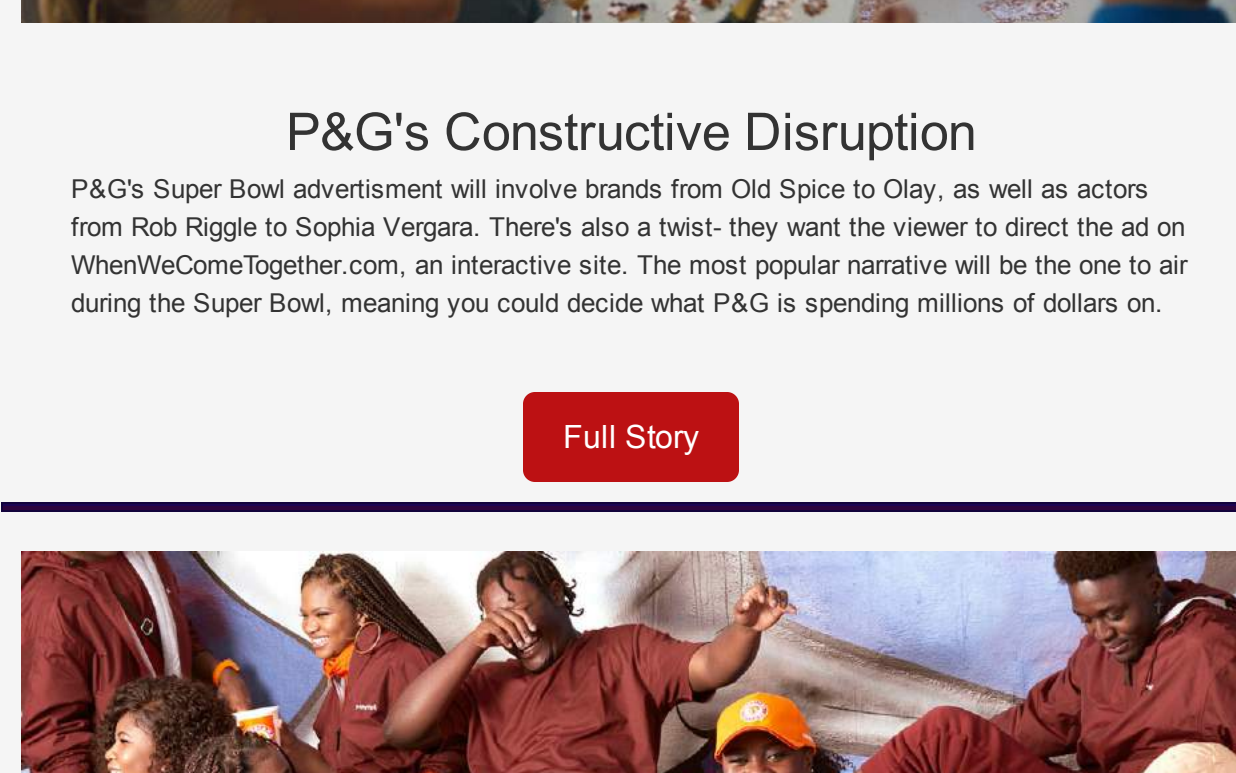 P&G's Constructive Disruption
P&G's Super Bowl advertisment will involve brands from Old Spice to Olay, as well as actors
from Rob Riggle to Sophia Vergara. There's also a twist- they want the viewer to direct the ad on
WhenWeComeTogether.com, an interactive site. The most popular narrative will be the one to air
during the Super Bowl, meaning you could decide what P&G is spending millions of dollars on.
Full Story